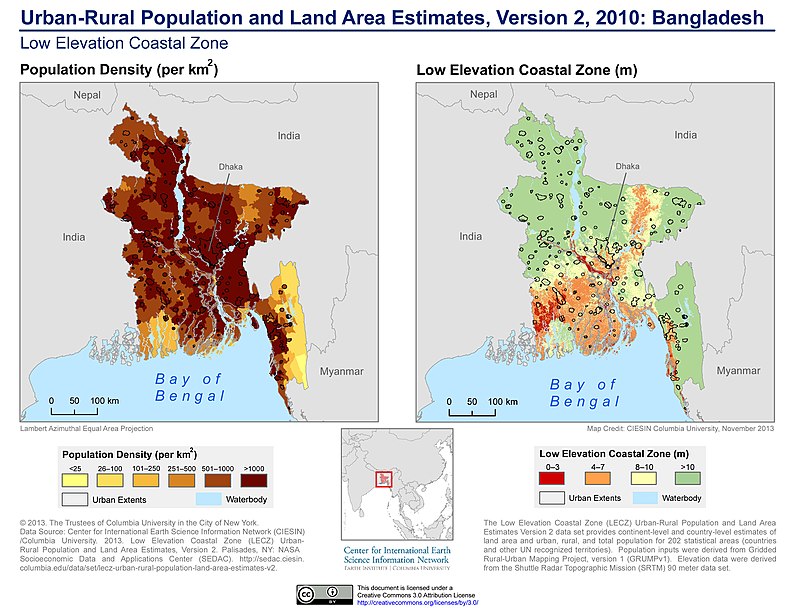 Urban-Rural Population and Land Area Estimates, Version 2, 2010: Bangladesh
Low Elevation Coastal Zone
Population Density (per km2)
Nepal
India
Dhaka
India
Myanmar
Bay of
Bengal
0 50 100 km
Lambert Azimuthal Equal Area Projection
Low Elevation Coastal Zone (m)
Nepal
India
Dhaka
India
Myanmar
Bay of
Bengal
0 50 100 km
Map Credit: CIESIN Columbia University, November 2013
Population Density (per km2)
<25 26–100 101–250 251–500 501–1000 >1000
Urban Extents Waterbody
Low Elevation Coastal Zone (m)
0–3 4–7 8–10 >10
Urban Extents Waterbody
© 2013. The Trustees of Columbia University in the City of New York.
Data Source: Center for International Earth Science Information Network (CIESIN)
/Columbia University. 2013. Low Elevation Coastal Zone (LECZ) Urban-
Rural Population and Land Area Estimates, Version 2. Palisades, NY: NASA
Socioeconomic Data and Applications Center (SEDAC). http://sedac.ciesin.
columbia.edu/data/set/lecz-urban-rural-population-land-area-estimates-v2.
Center for International Earth
Science Information Network
EARTH INSTITUTE | COLUMBIA UNIVERSITY
The Low Elevation Coastal Zone (LECZ) Urban-Rural Population and Land Area
Estimates Version 2 data set provides continent-level and country-level estimates of
land area and urban, rural, and total population for 202 statistical areas (countries
and other UN recognized territories). Population inputs were derived from Gridded
Rural-Urban Mapping Project, version 1 (GRUMPv1). Elevation data were derived
from the Shuttle Radar Topographic Mission (SRTM) 90 meter data set.
cc BY
This document is licensed under a
Creative Commons 3.0 Attribution License
http://creativecommons.org/licenses/by/3.0/